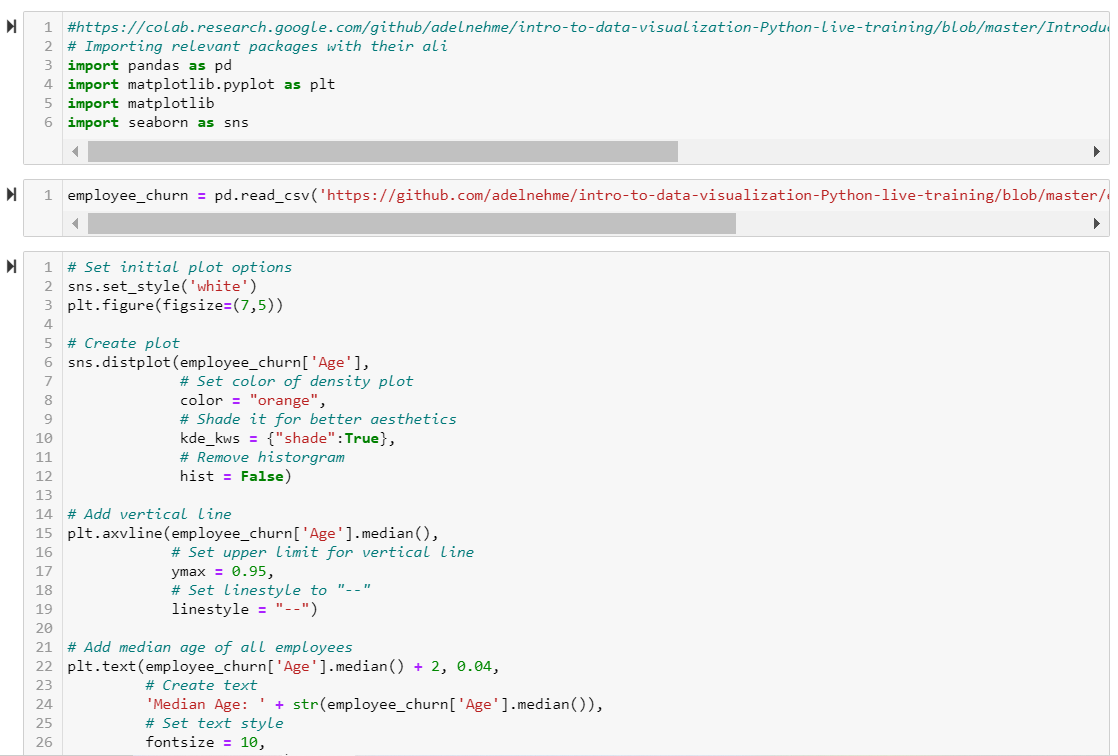 1 #https://colab.research.google.com/github/adelnehme/intro-to-data-visualization-Python-live-training/blob/master/Introdu
2 # Importing relevant packages with their ali
3 import pandas as pd
4 import matplotlib.pyplot as plt
5 import matplotlib
6 import seaborn as sns
1 employee_churn = pd.read_csv('https://github.com/adelnehme/intro-to-data-visualization-Python-live-training/blob/master/
1 # Set initial plot options
2 sns.set_style('white')
3 plt.figure(figsize=(7,5))
4
5 # Create plot
6 sns.distplot(employee_churn['Age'],
7 # Set color of density plot
8 color = "orange",
9 # Shade it for better aesthetics
10 kde_kws = {"shade":True},
11 # Remove historgram
12 hist = False)
13
14 # Add vertical line
15 plt.axvline(employee_churn['Age'].median(),
16 # Set upper limit for vertical line
17 ymax = 0.95,
18 # Set linestyle to "--"
19 linestyle = "--")
20
21 # Add median age of all employees
22 plt.text(employee_churn['Age'].median() + 2, 0.04,
23 # Create text
24 'Median Age: ' + str(employee_churn['Age'].median()),
25 # Set text style
26 fontsize = 10,